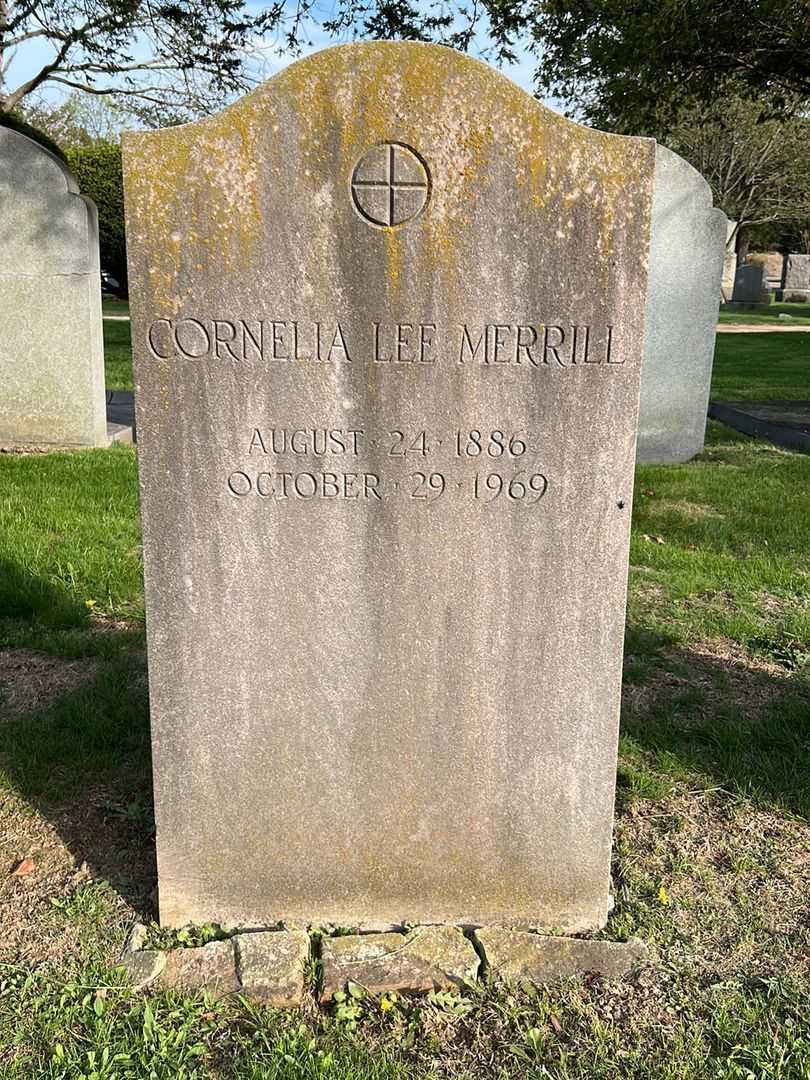 CORNELIA LEE MERRILL
AUGUST · 24 · 1886
OCTOBER · 29 · 1969